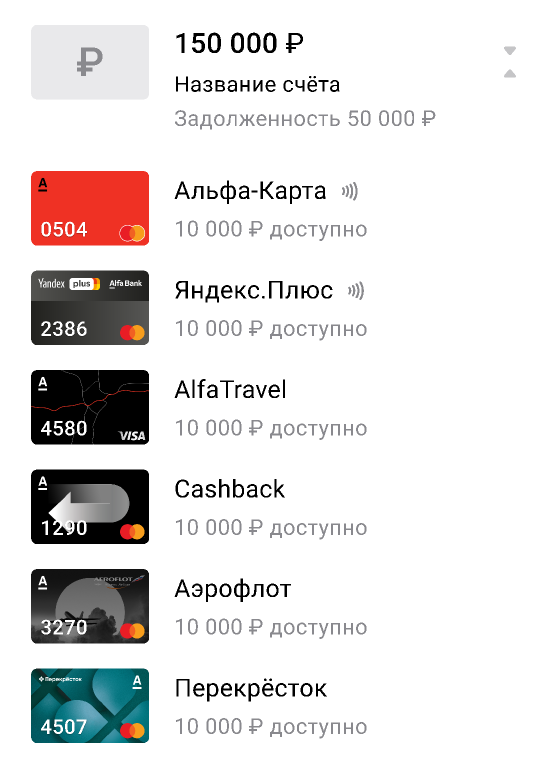 ₽
150 000 ₽
Название счёта
Задолженность 50 000 ₽
А
0504
Альфа-Карта
10 000 ₽ доступно
Yandex plus Alfa Bank
2386
Яндекс.Плюс
10 000 ₽ доступно
А
4580
VISA
AlfaTravel
10 000 ₽ доступно
А
1290
Cashback
10 000 ₽ доступно
А
AEROFLOT
3270
Аэрофлот
10 000 ₽ доступно
Перекрёсток А
4507
Перекрёсток
10 000 ₽ доступно